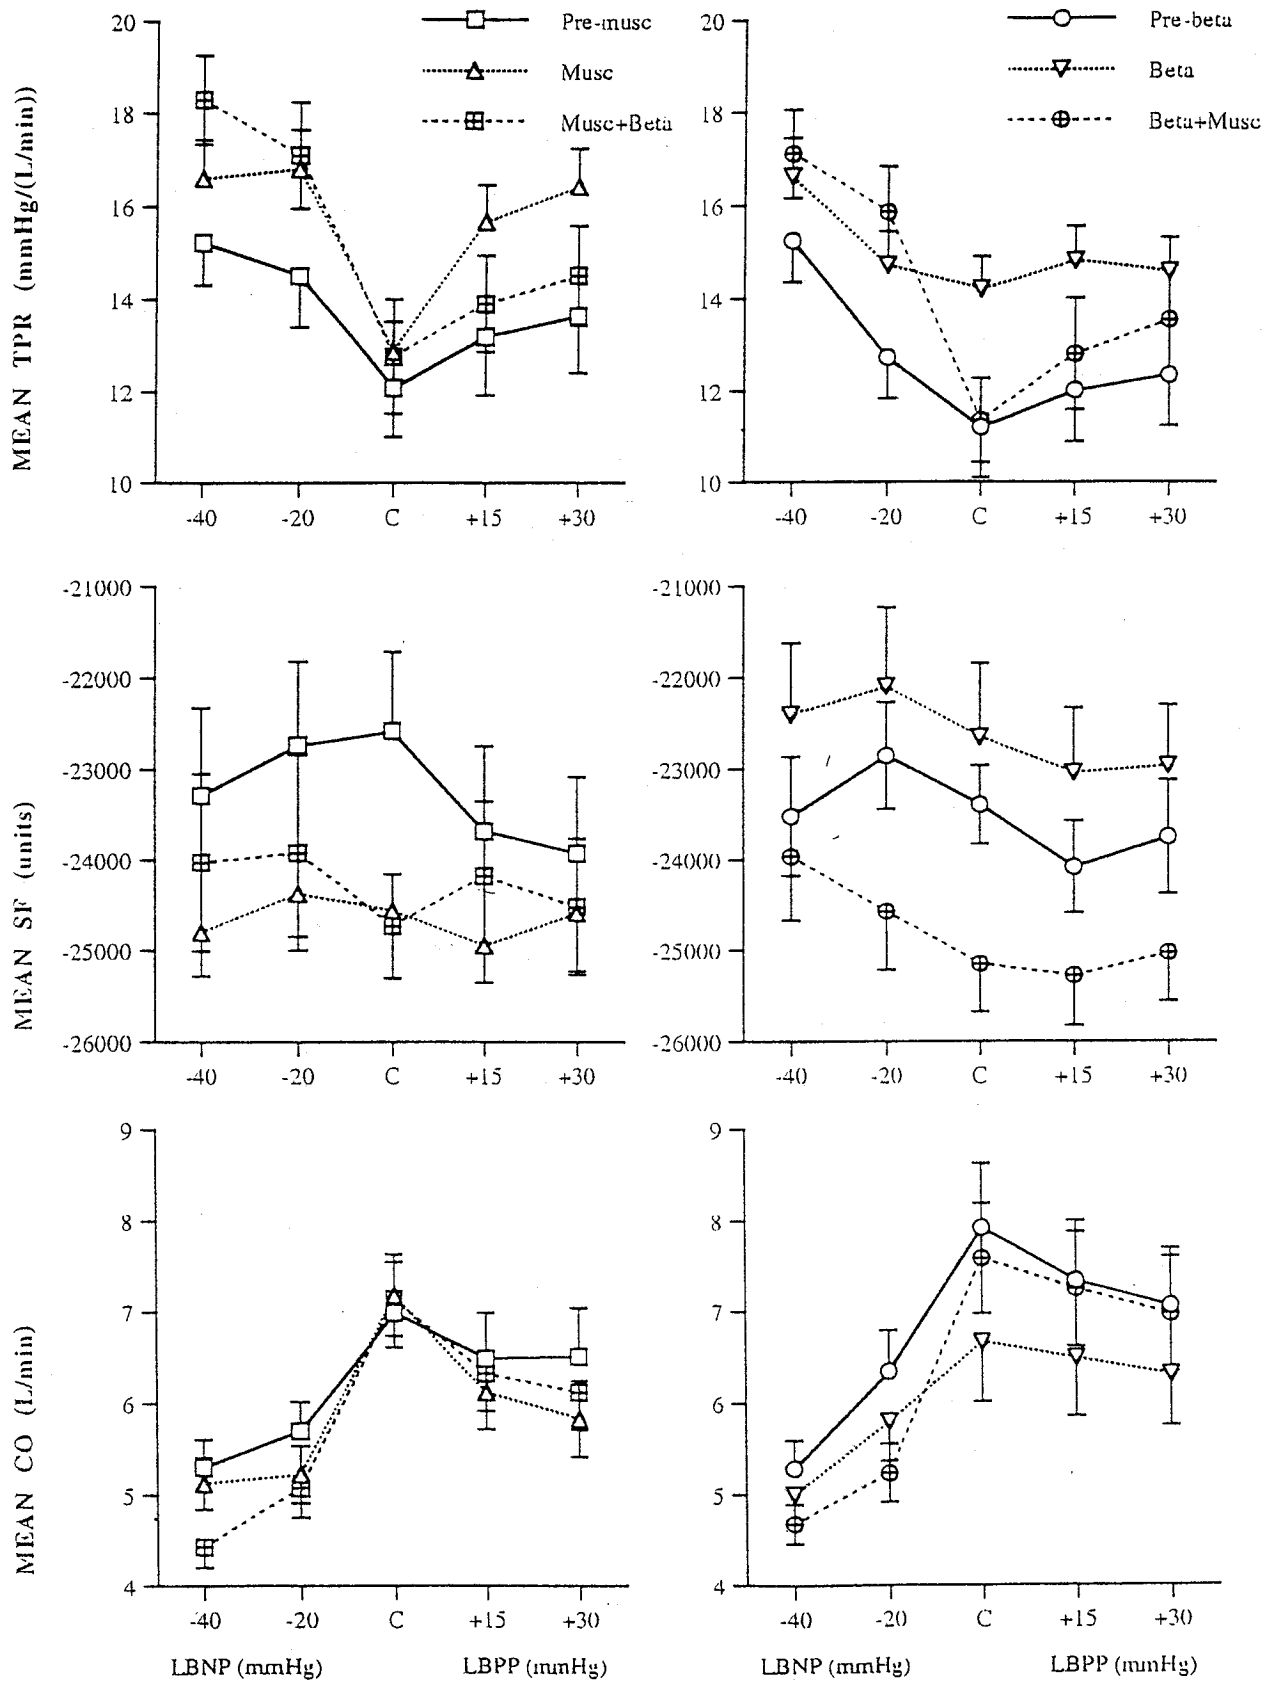 Pre-musc
Musc
Musc+Beta
Pre-beta
Beta
Beta+Musc
MEAN TPR (mmHg/(L/min))
20
18
16
14
12
10
-40 -20 C +15 +30
20
18
16
14
12
10
-40 -20 C +15 +30
MEAN SF (units)
-21000
-22000
-23000
-24000
-25000
-26000
-40 -20 C +15 +30
-21000
-22000
-23000
-24000
-25000
-26000
-40 -20 C +15 +30
MEAN CO (L/min)
9
8
7
6
5
4
-40 -20 C +15 +30
LBNP (mmHg) LBPP (mmHg)
9
8
7
6
5
4
-40 -20 C +15 +30
LBNP (mmHg) LBPP (mmHg)